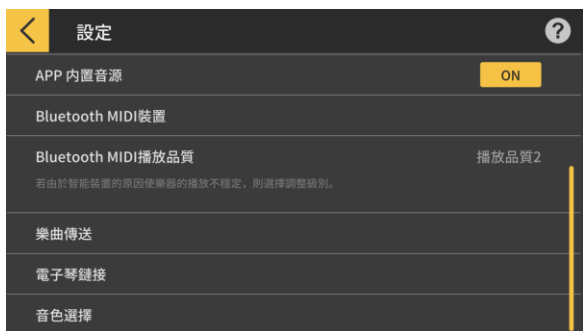 設定
?
APP 內置音源
ON
Bluetooth MIDI裝置
Bluetooth MIDI播放品質
播放品質2
若由於智能裝置的原因使樂器的播放不穩定，則選擇調整級別。
樂曲傳送
電子琴鏈接
音色選擇